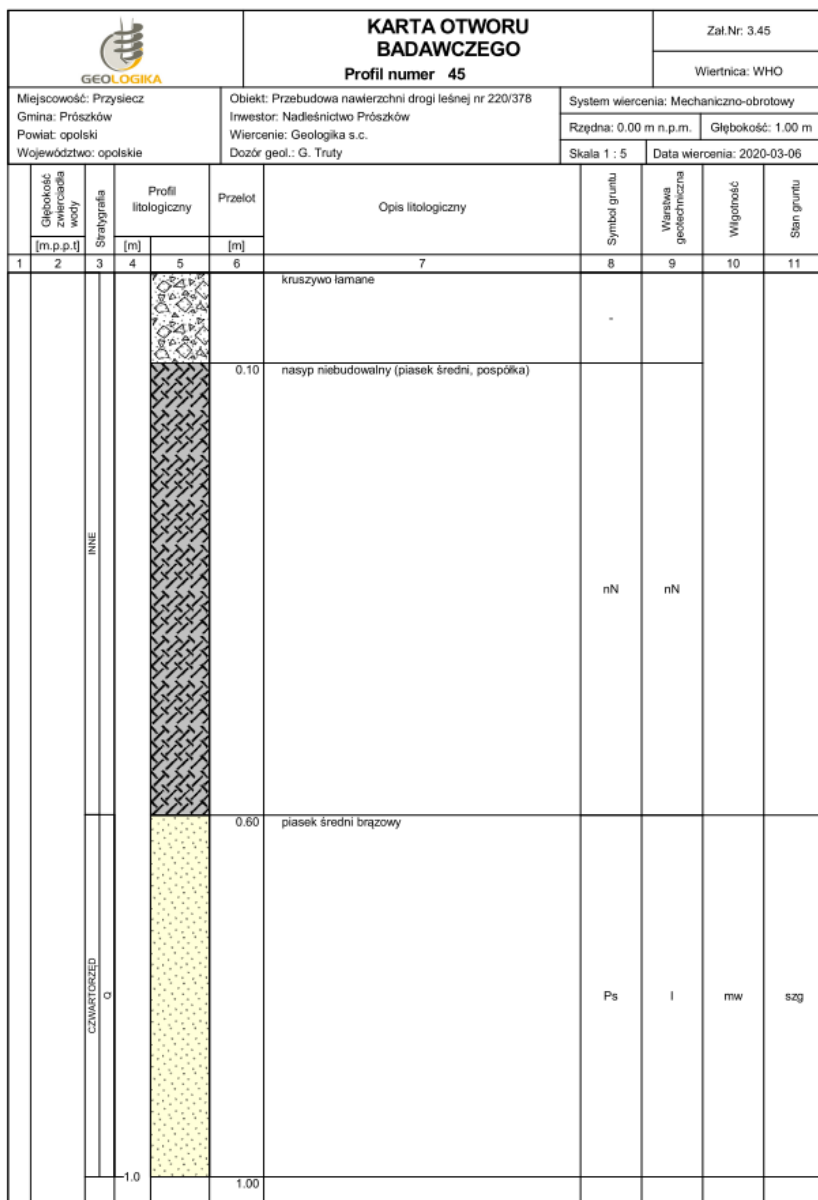 GEOLOGIKA
KARTA OTWORU
BADAWCZEGO
Profil numer 45
Zał.Nr: 3.45
Wiertnica: WHO
Miejscowość: Przysiecz
Gmina: Prószków
Powiat: opolski
Województwo: opolskie
Obiekt: Przebudowa nawierzchni drogi leśnej nr 220/378
Inwestor: Nadleśnictwo Prószków
Wiercenie: Geologika s.c.
Dozór geol.: G. Truty
System wiercenia: Mechaniczno-obrotowy
Rzędna: 0.00 m n.p.m.
Głębokość: 1.00 m
Skala 1 : 5
Data wiercenia: 2020-03-06
Głębokość
zwierciadła
wody
[m.p.p.t]
Stratygrafia
Profil
litologiczny
[m]
Przelot
[m]
Opis litologiczny
Symbol gruntu
Warstwa
geotechniczna
Wilgotność
Stan gruntu
1 2 3 4 5 6 7 8 9 10 11
kruszywo łamane
-
INNE
0.10 nasyp niebudowalny (piasek średni, pospółka)
nN nN
0.60 piasek średni brązowy
CZWARTORZĘD
Q
Ps I mw szg
1.0
1.00